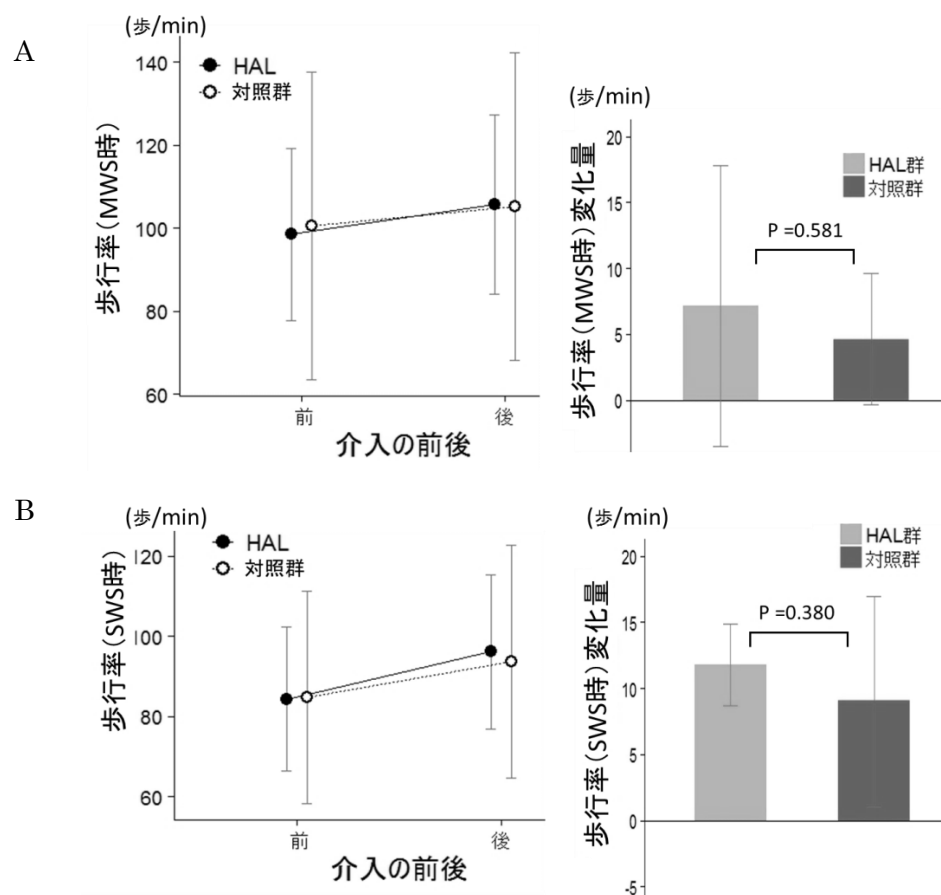 A
(歩/min)
HAL
対照群
歩行率(MWS時)
140
120
100
80
60
前
後
介入の前後
(歩/min)
歩行率(MWS時)変化量
20
15
10
5
0
HAL群
対照群
P =0.581
B
(歩/min)
HAL
対照群
歩行率(SWS時)
120
100
80
60
前
後
介入の前後
(歩/min)
歩行率(SWS時)変化量
20
15
10
5
0
-5
HAL群
対照群
P =0.380